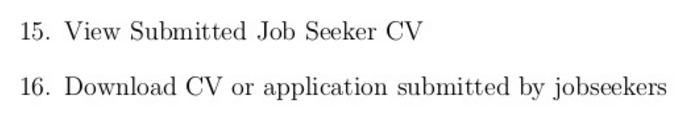 15. View Submitted Job Seeker CV
16. Download CV or application submitted by jobseekers